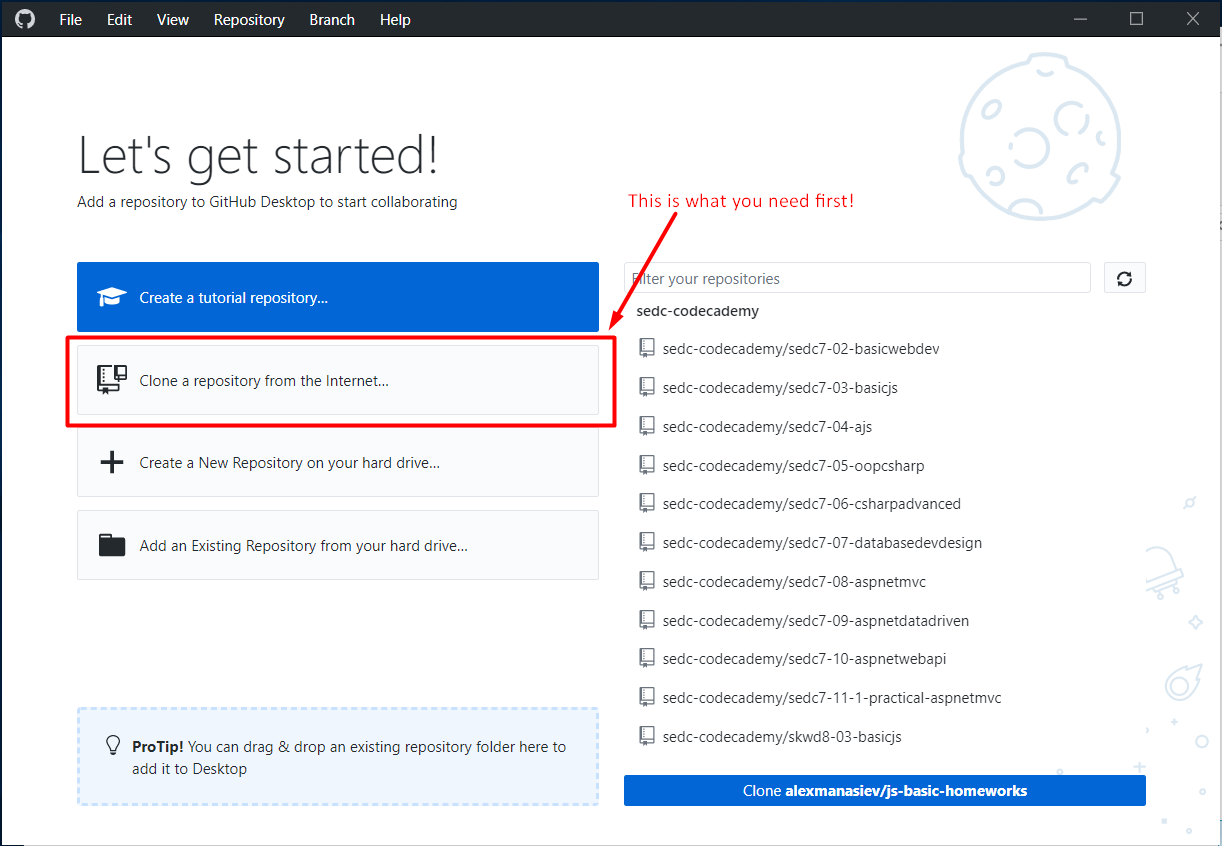 File Edit View Repository Branch Help
Let's get started!
Add a repository to GitHub Desktop to start collaborating
This is what you need first!
Create a tutorial repository...
Clone a repository from the Internet...
Create a New Repository on your hard drive...
Add an Existing Repository from your hard drive...
ProTip! You can drag & drop an existing repository folder here to
add it to Desktop
Filter your repositories
sedc-codecademy
sedc-codecademy/sedc7-02-basicwebdev
sedc-codecademy/sedc7-03-basicjs
sedc-codecademy/sedc7-04-ajs
sedc-codecademy/sedc7-05-oopcsharp
sedc-codecademy/sedc7-06-csharpadvanced
sedc-codecademy/sedc7-07-databasedevdesign
sedc-codecademy/sedc7-08-aspnetmvc
sedc-codecademy/sedc7-09-aspnetdatadriven
sedc-codecademy/sedc7-10-aspnetwebapi
sedc-codecademy/sedc7-11-1-practical-aspnetmvc
sedc-codecademy/skwd8-03-basicjs
Clone alexmanasiev/js-basic-homeworks